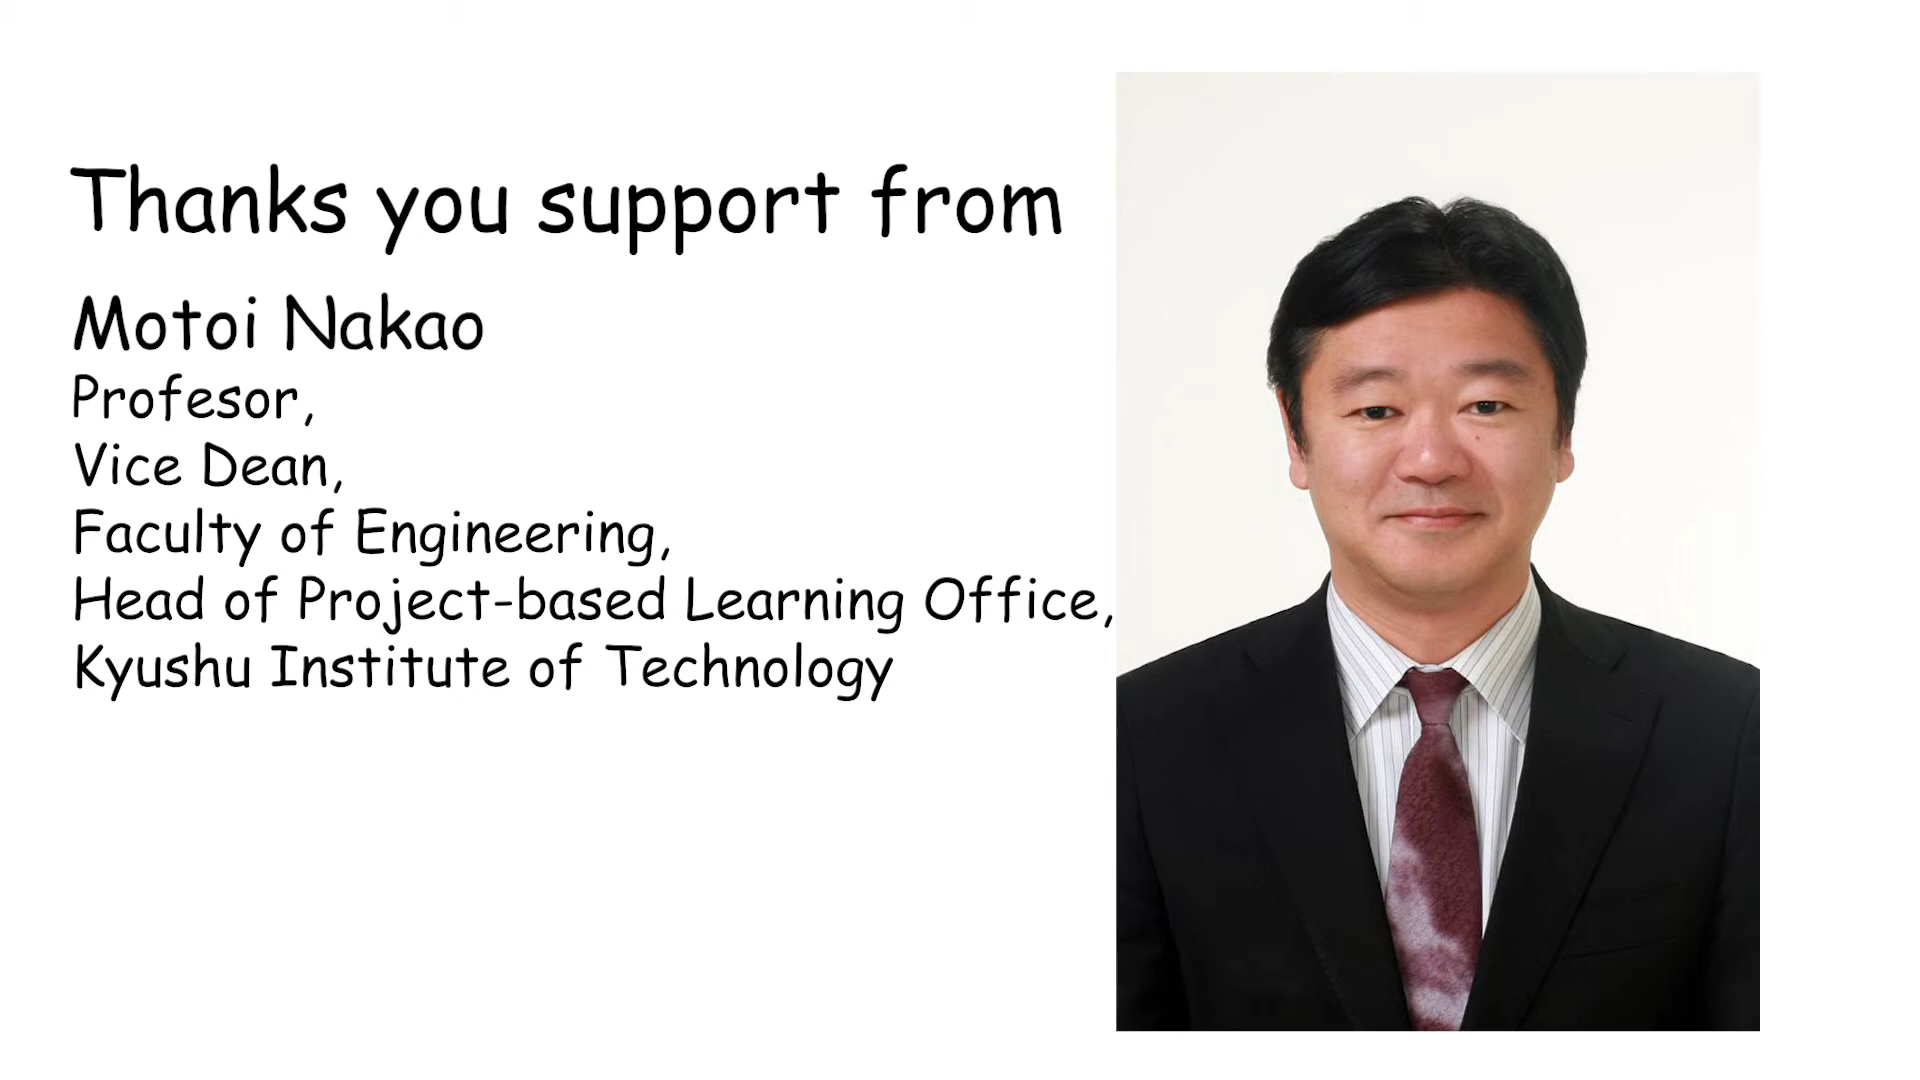 Thanks you support from
Motoi Nakao
Profesor,
Vice Dean,
Faculty of Engineering,
Head of Project-based Learning Office,
Kyushu Institute of Technology